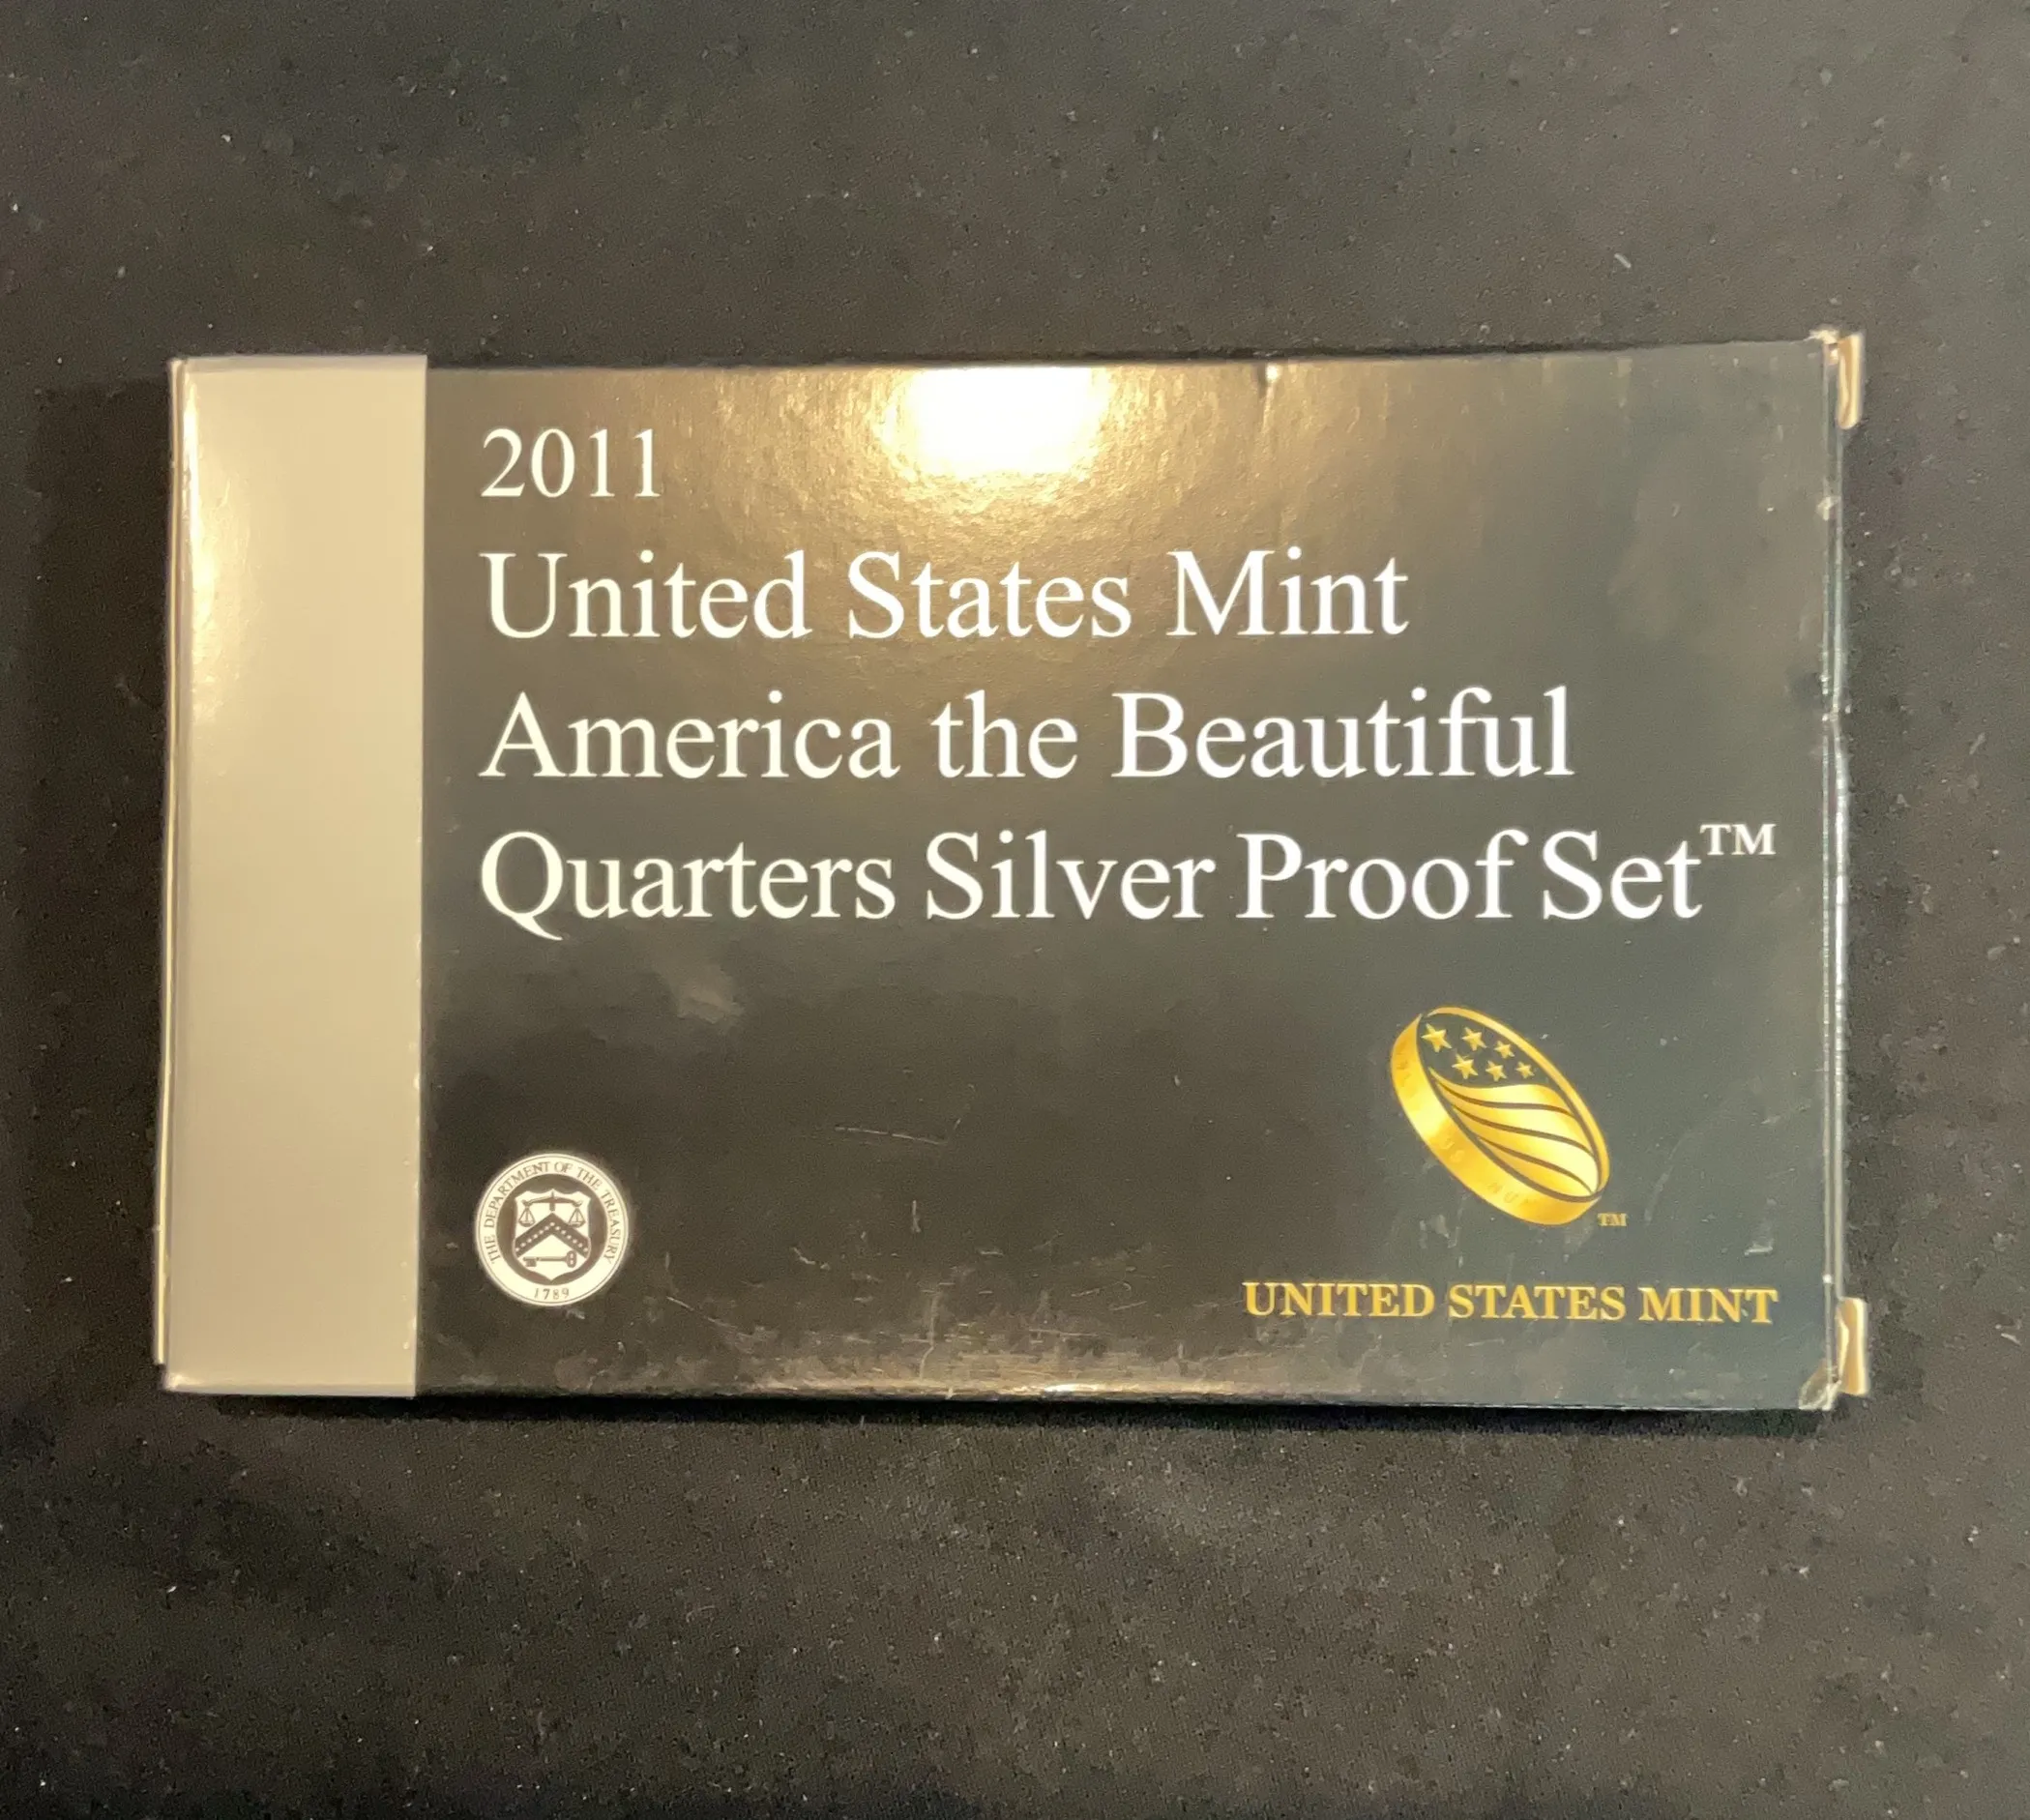 2011
United States Mint
America the Beautiful
Quarters Silver Proof Set™
THE DEPARTMENT OF THE TREASURY
1789
TM
UNITED STATES MINT